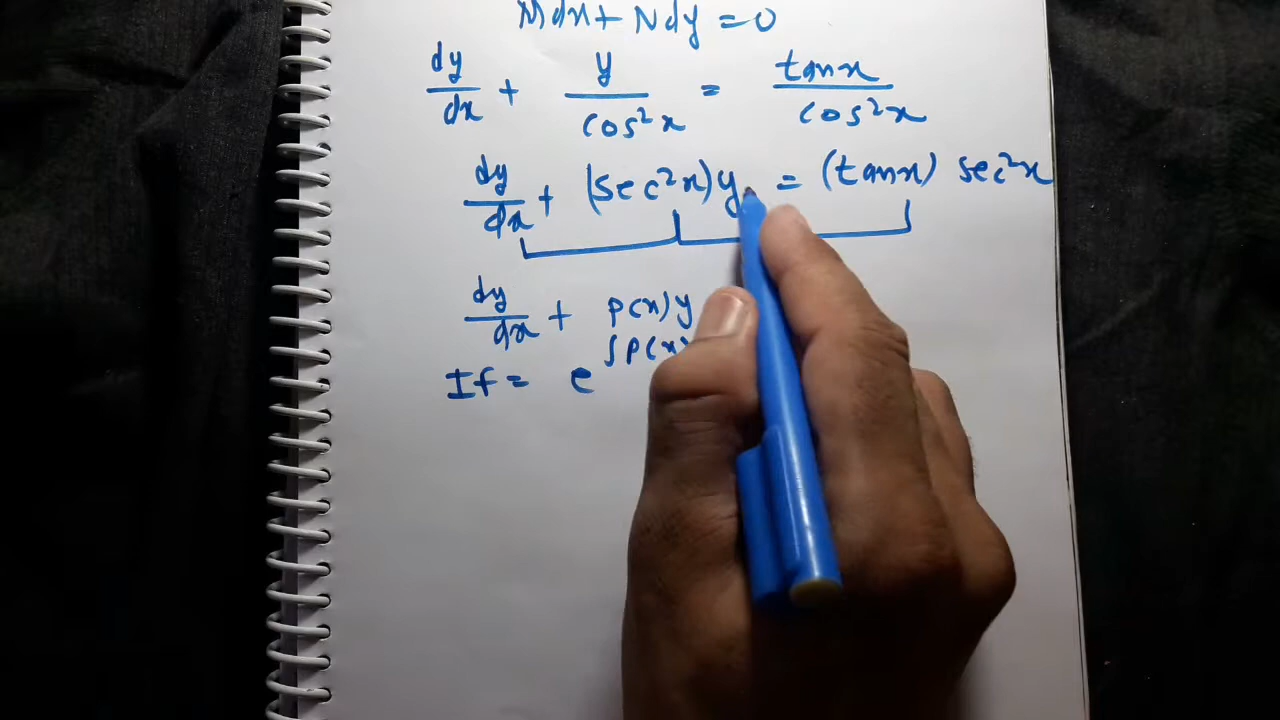 Mdx + Ndy = 0
dy/dx + y/cos²x = tanx/cos²x
dy/dx + (sec²x)y = (tanx) sec²x
dy/dx + p(x)y
If = e^∫p(x)